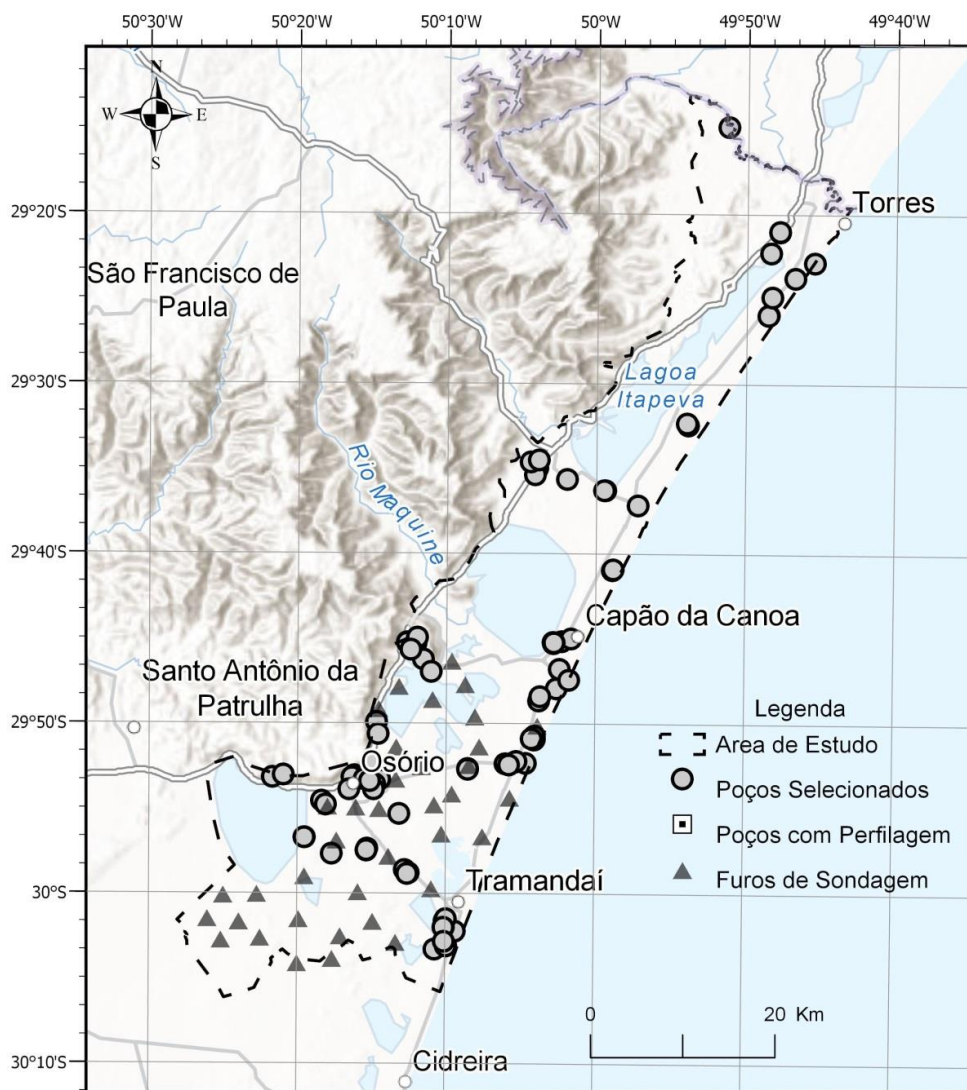 50°30'W 50°20'W 50°10'W 50°0'W 49°50'W 49°40'W
N
W E
S
29°20'S
Torres
São Francisco de
Paula
29°30'S
Lagoa
Itapeva
Rio Maquine
29°40'S
Capão da Canoa
Santo Antônio da
Patrulha
29°50'S
Legenda
Area de Estudo
Osório
Poços Selecionados
Poços com Perfilagem
Furos de Sondagem
30°0'S
Tramandaí
0 20 Km
30°10'S
Cidreira